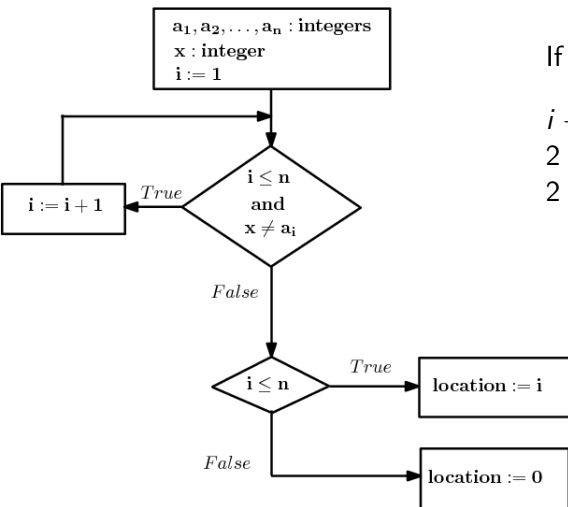 a₁, a₂, …, aₙ : integers
x : integer
i := 1
If
i -
2
2
i ≤ n
and
x ≠ aᵢ
True
i := i + 1
False
i ≤ n
True
location := i
False
location := 0